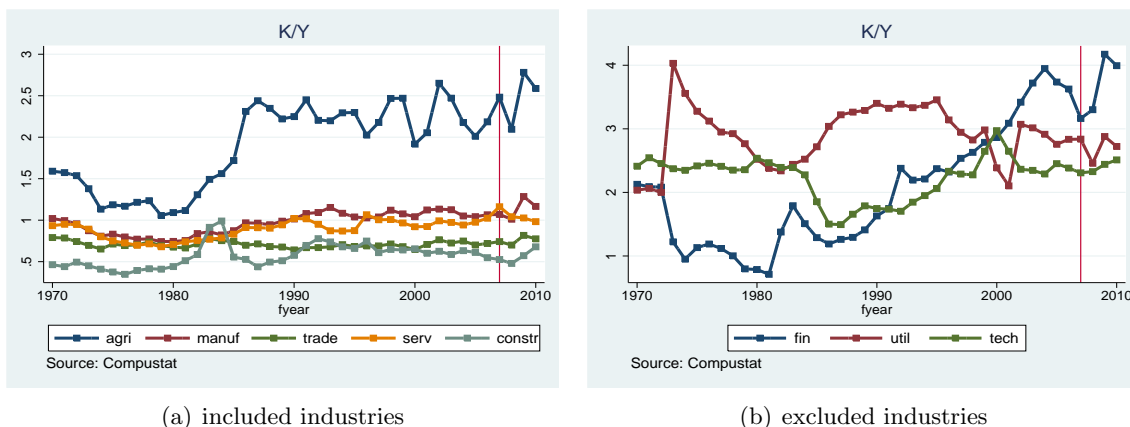 K/Y
3
2.5
2
1.5
1
.5
1970 1980 1990 2000 2010
fyear
agri manuf trade serv constr
Source: Compustat
(a) included industries
K/Y
4
3
2
1
1970 1980 1990 2000 2010
fyear
fin util tech
Source: Compustat
(b) excluded industries